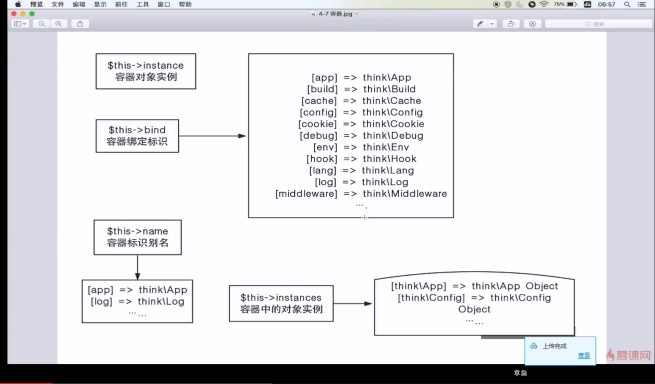 预览 文件 编辑 显示 前往 工具 窗口 帮助
76%
06:57
4-7 容器.jpg
搜索
$this->instance
容器对象实例
$this->bind
容器绑定标识
[app] => think\App
[build] => think\Build
[cache] => think\Cache
[config] => think\Config
[cookie] => think\Cookie
[debug] => think\Debug
[env] => think\Env
[hook] => think\Hook
[lang] => think\Lang
[log] => think\Log
[middleware] => think\Middleware
….
$this->name
容器标识别名
[app] => think\App
[log] => think\Log
……
$this->instances
容器中的对象实例
[think\App] => think\App Object
[think\Config] => think\Config
Object
……
上传完成
查看
慕课网